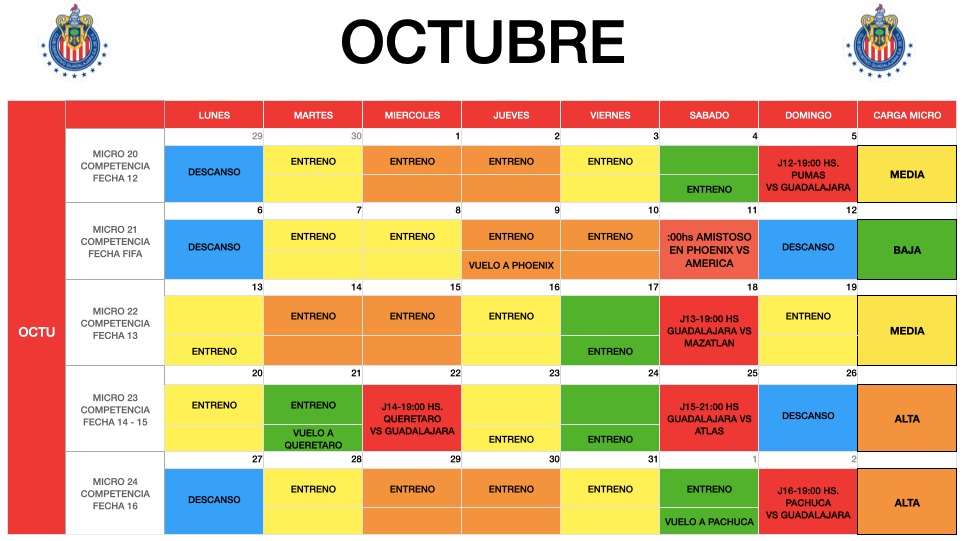 OCTUBRE
LUNES MARTES MIERCOLES JUEVES VIERNES SABADO DOMINGO CARGA MICRO
OCTU
29 30 1 2 3 4 5
MICRO 20
COMPETENCIA
FECHA 12
DESCANSO
ENTRENO
ENTRENO
ENTRENO
ENTRENO
ENTRENO
J12-19:00 HS.
PUMAS
VS GUADALAJARA
MEDIA
6 7 8 9 10 11 12
MICRO 21
COMPETENCIA
FECHA FIFA
DESCANSO
ENTRENO
ENTRENO
ENTRENO
VUELO A PHOENIX
ENTRENO
:00hs AMISTOSO
EN PHOENIX VS
AMERICA
DESCANSO
BAJA
13 14 15 16 17 18 19
MICRO 22
COMPETENCIA
FECHA 13
ENTRENO
ENTRENO
ENTRENO
ENTRENO
ENTRENO
J13-19:00 HS
GUADALAJARA VS
MAZATLAN
ENTRENO
MEDIA
20 21 22 23 24 25 26
MICRO 23
COMPETENCIA
FECHA 14 - 15
ENTRENO
ENTRENO
VUELO A
QUERETARO
J14-19:00 HS.
QUERETARO
VS GUADALAJARA
ENTRENO
ENTRENO
J15-21:00 HS
GUADALAJARA VS
ATLAS
DESCANSO
ALTA
27 28 29 30 31 1 2
MICRO 24
COMPETENCIA
FECHA 16
DESCANSO
ENTRENO
ENTRENO
ENTRENO
ENTRENO
ENTRENO
VUELO A PACHUCA
J16-19:00 HS.
PACHUCA
VS GUADALAJARA
ALTA